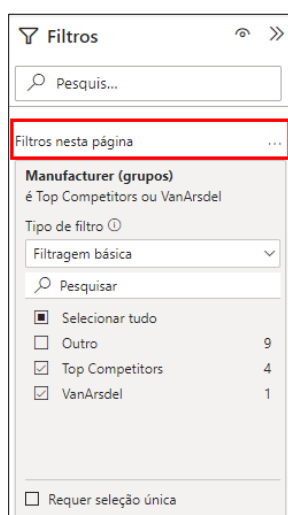 Filtros
Pesquis...
Filtros nesta página ...
Manufacturer (grupos)
é Top Competitors ou VanArsdel
Tipo de filtro
Filtragem básica
Pesquisar
Selecionar tudo
Outro 9
Top Competitors 4
VanArsdel 1
Requer seleção única